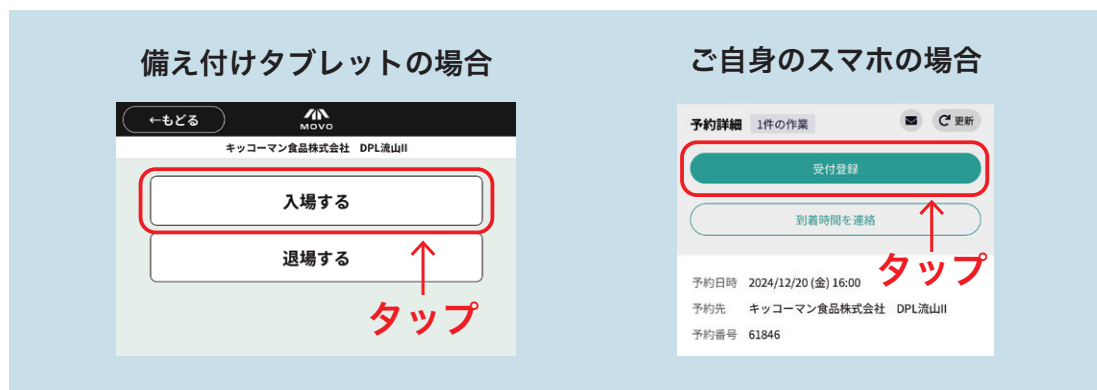 備え付けタブレットの場合
←もどる
MOVO
キッコーマン食品株式会社 DPL流山II
入場する
退場する
タップ
ご自身のスマホの場合
予約詳細 1件の作業 更新
受付登録
到着時間を連絡
タップ
予約日時 2024/12/20 (金) 16:00
予約先 キッコーマン食品株式会社 DPL流山II
予約番号 61846